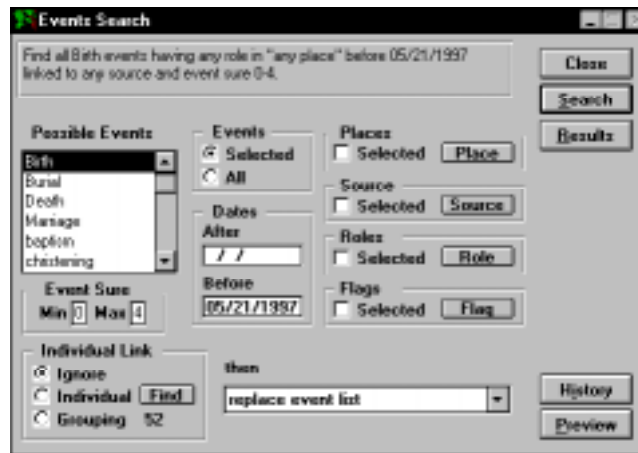 Events Search
Find all Birth events having any role in "any place" before 05/21/1997
linked to any source and event sure 0-4.
Close
Search
Results
Possible Events
Birth
Burial
Death
Marriage
baptism
christening
Event Sure
Min 0 Max 4
Events
Selected
All
Dates
After
/ /
Before
05/21/1997
Places
Selected Place
Source
Selected Source
Roles
Selected Role
Flags
Selected Flag
Individual Link
Ignore
Individual Find
Grouping 52
then
replace event list
History
Preview